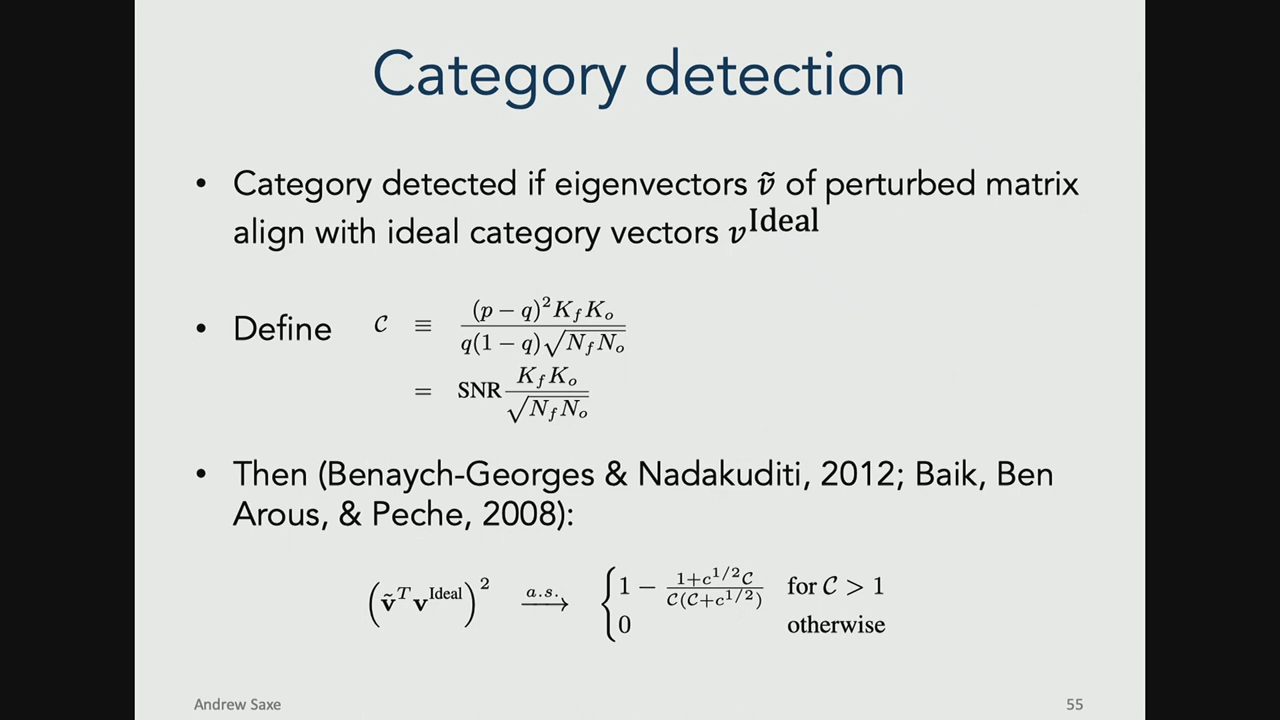 Category detection
• Category detected if eigenvectors ṽ of perturbed matrix
align with ideal category vectors v^Ideal
• Define 𝒞 ≡ (p − q)²K_f K_o / q(1 − q)√(N_f N_o)
= SNR K_f K_o / √(N_f N_o)
• Then (Benaych-Georges & Nadakuditi, 2012; Baik, Ben
Arous, & Peche, 2008):
(ṽ^T v^Ideal)² —a.s.→ { 1 − (1+c^{1/2}𝒞) / (𝒞(𝒞+c^{1/2})) for 𝒞 > 1
0 otherwise
Andrew Saxe 55